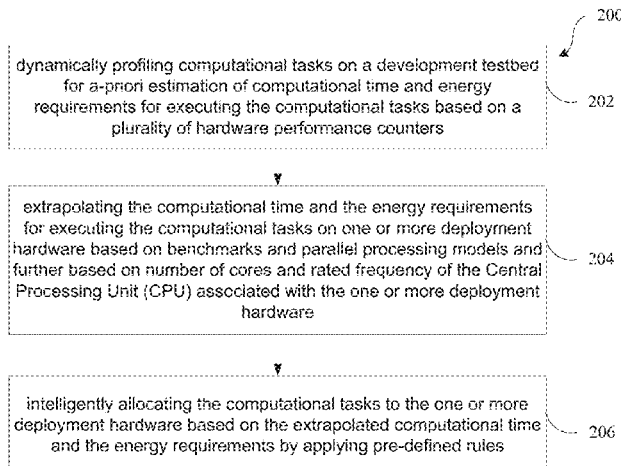 200
dynamically profiling computational tasks on a development testbed
for a-priori estimation of computational time and energy
requirements for executing the computational tasks based on a
plurality of hardware performance counters
202
extrapolating the computational time and the energy requirements
for executing the computational tasks on one or more deployment
hardware based on benchmarks and parallel processing models and
further based on number of cores and rated frequency of the Central
Processing Unit (CPU) associated with the one or more deployment
hardware
204
intelligently allocating the computational tasks to the one or more
deployment hardware based on the extrapolated computational time
and the energy requirements by applying pre-defined rules
206